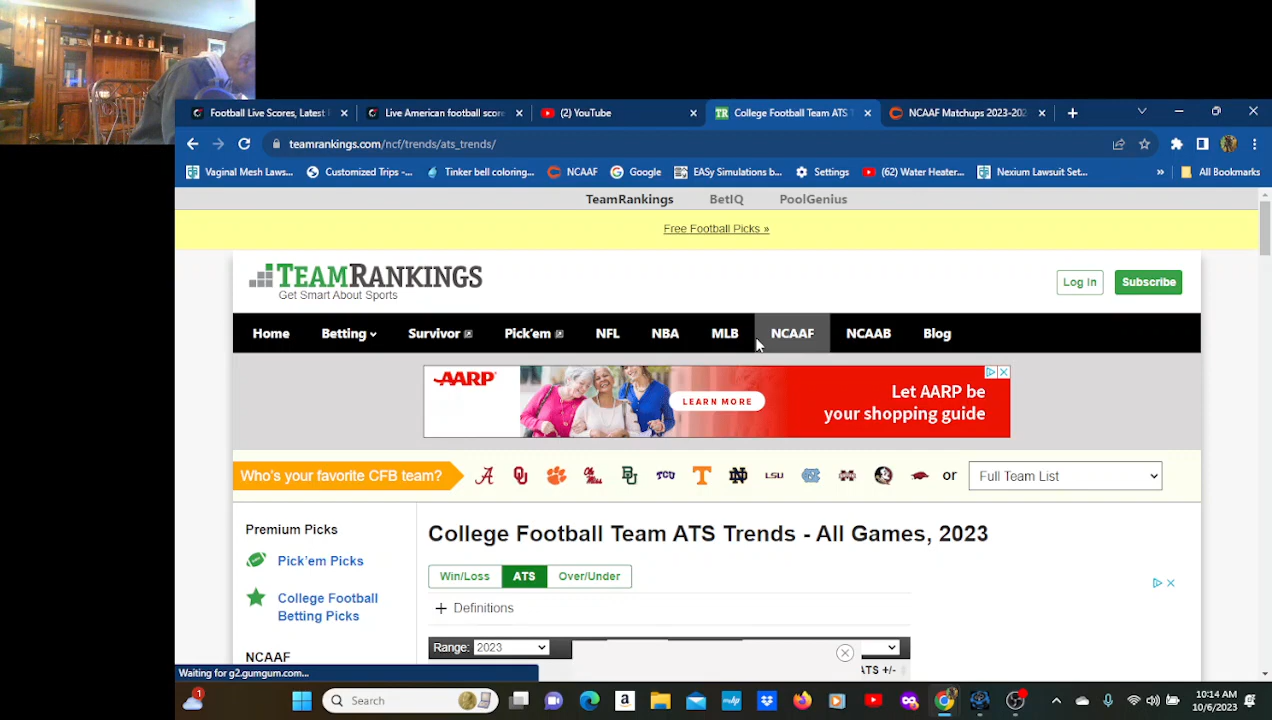 Football Live Scores, Latest
Live American football score
(2) YouTube
TR College Football Team ATS T
NCAAF Matchups 2023-202
teamrankings.com/ncf/trends/ats_trends/
Vaginal Mesh Laws...
Customized Trips -...
Tinker bell coloring...
NCAAF
Google
EASy Simulations b...
Settings
(62) Water Heater...
Nexium Lawsuit Set...
»
All Bookmarks
TeamRankings BetIQ PoolGenius
Free Football Picks »
TEAMRANKINGS
Get Smart About Sports
Log In Subscribe
Home Betting Survivor Pick'em NFL NBA MLB NCAAF NCAAB Blog
AARP
LEARN MORE
Let AARP be
your shopping guide
Who's your favorite CFB team?
TCU
LSU
or
Full Team List
Premium Picks
Pick'em Picks
College Football
Betting Picks
NCAAF
College Football Team ATS Trends - All Games, 2023
Win/Loss ATS Over/Under
+ Definitions
Range: 2023
ATS +/-
Waiting for g2.gumgum.com...
1
Search
10:14 AM
10/6/2023